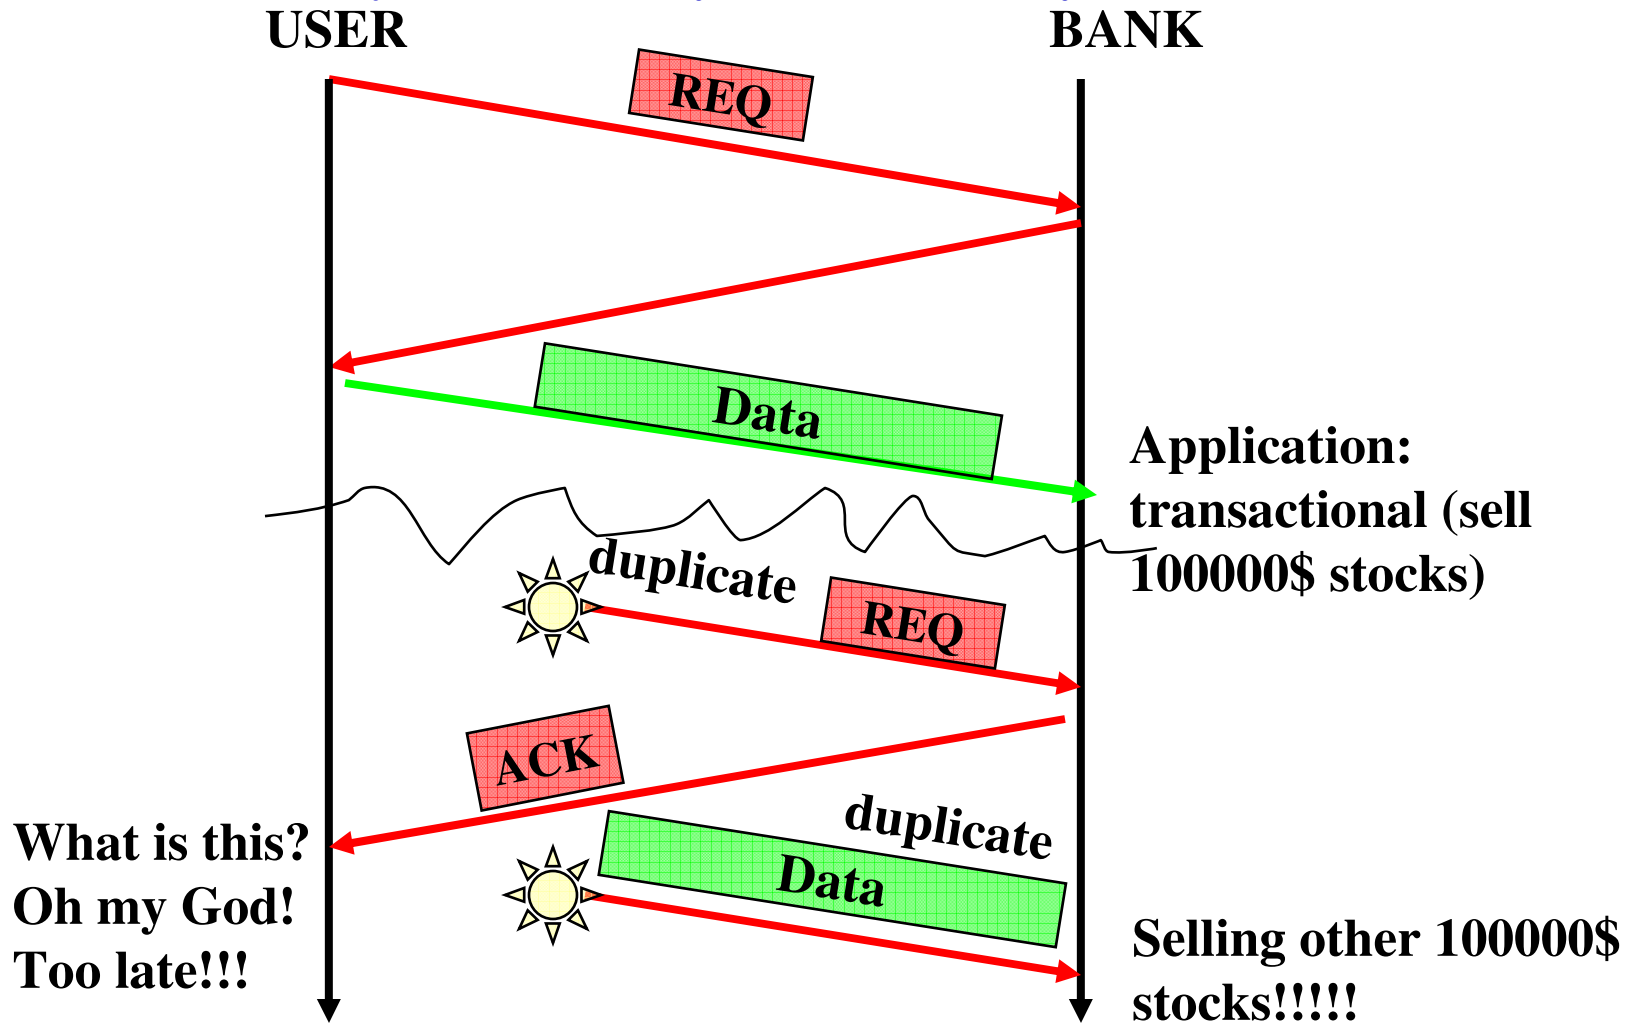 USER
BANK
REQ
Data
Application:
transactional (sell
100000$ stocks)
duplicate
REQ
ACK
duplicate
Data
What is this?
Oh my God!
Too late!!!
Selling other 100000$
stocks!!!!!